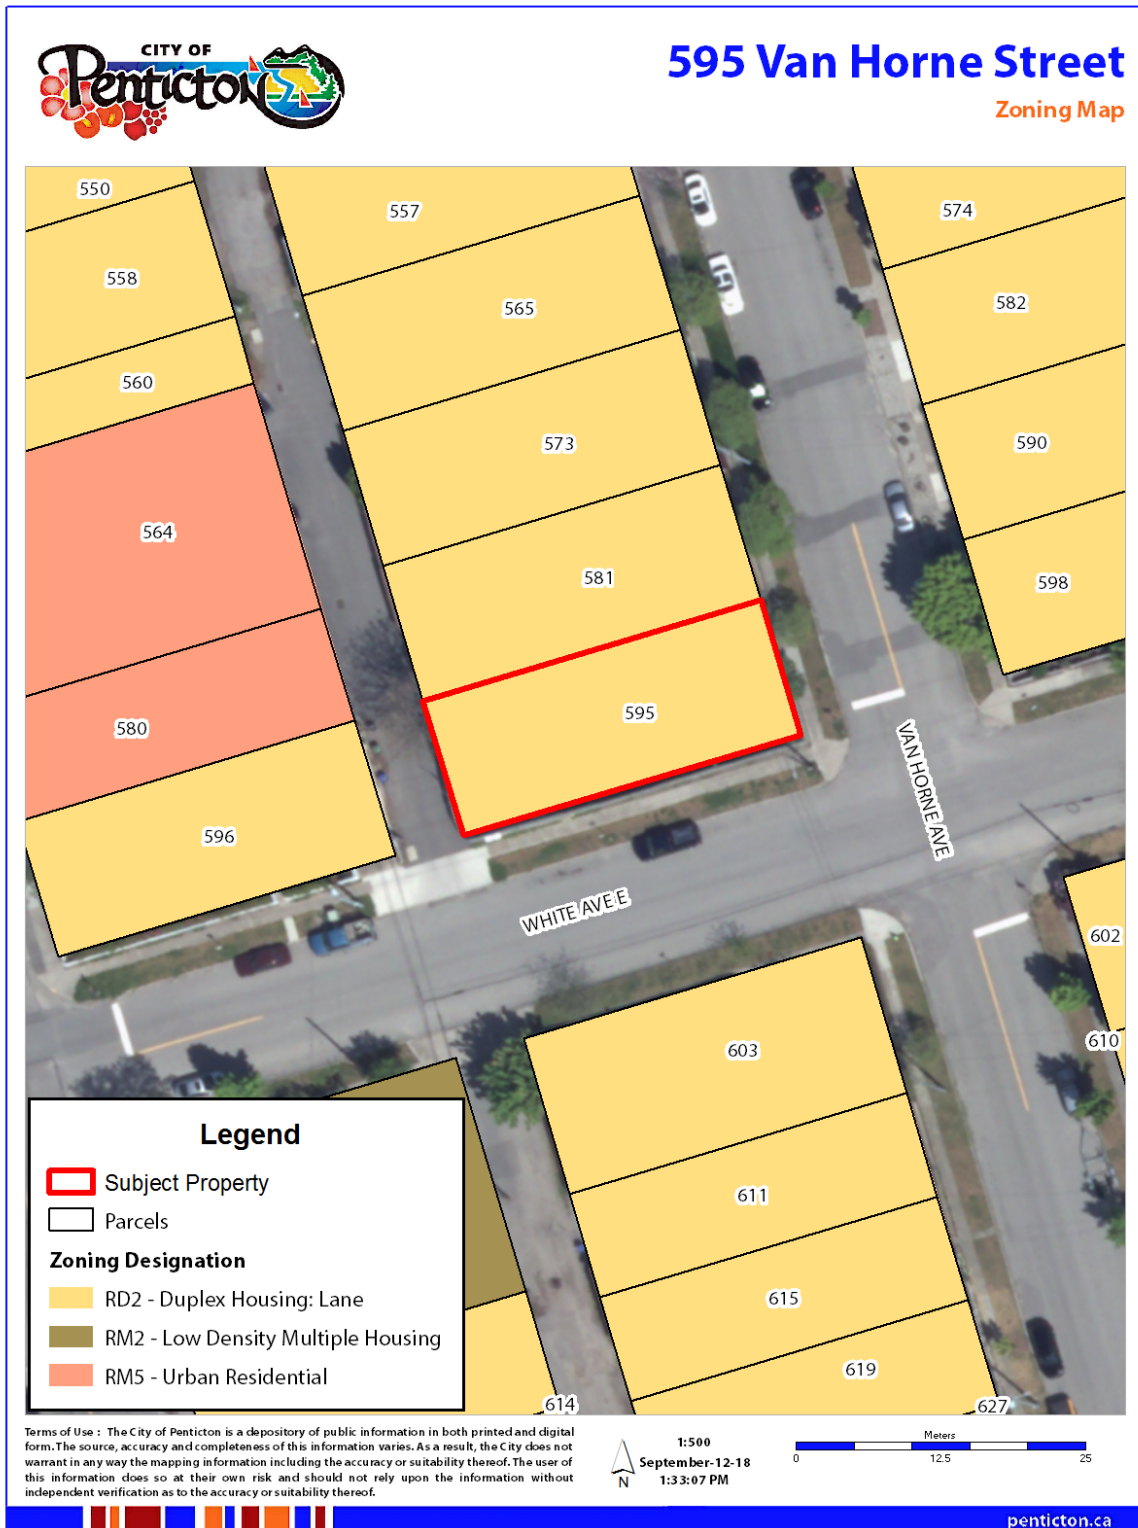 CITY OF
Penticton
595 Van Horne Street
Zoning Map
550
557
574
558
565
582
560
573
590
564
581
598
595
580
VAN HORNE AVE
596
WHITE AVE E
602
603
610
611
615
619
614
627
Legend
Subject Property
Parcels
Zoning Designation
RD2 - Duplex Housing: Lane
RM2 - Low Density Multiple Housing
RM5 - Urban Residential
Terms of Use : The City of Penticton is a depository of public information in both printed and digital
form. The source, accuracy and completeness of this information varies. As a result, the City does not
warrant in any way the mapping information including the accuracy or suitability thereof. The user of
this information does so at their own risk and should not rely upon the information without
independent verification as to the accuracy or suitability thereof.
N
1:500
September-12-18
1:33:07 PM
Meters
0 12.5 25
penticton.ca